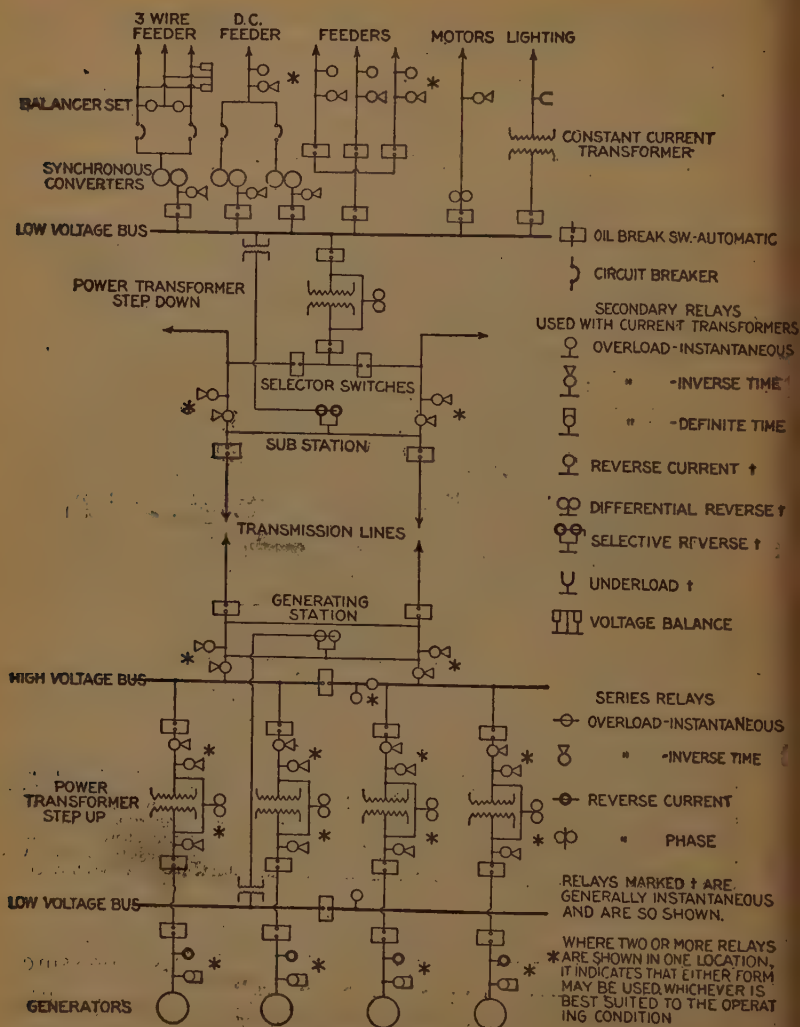 3 WIRE
FEEDER
D.C.
FEEDER
FEEDERS
MOTORS
LIGHTING
BALANCER SET
CONSTANT CURRENT
TRANSFORMER
SYNCHRONOUS
CONVERTERS
LOW VOLTAGE BUS
OIL BREAK SW.-AUTOMATIC
CIRCUIT BREAKER
POWER TRANSFORMER
STEP DOWN
SECONDARY RELAYS
USED WITH CURRENT TRANSFORMERS
OVERLOAD-INSTANTANEOUS
" -INVERSE TIME
" -DEFINITE TIME
REVERSE CURRENT †
DIFFERENTIAL REVERSE †
SELECTIVE REVERSE †
UNDERLOAD †
VOLTAGE BALANCE
SELECTOR SWITCHES
*
*
*
*
SUB STATION
TRANSMISSION LINES
GENERATING
STATION
*
*
HIGH VOLTAGE BUS
*
SERIES RELAYS
OVERLOAD-INSTANTANEOUS
" -INVERSE TIME
REVERSE CURRENT
" PHASE
*
*
*
*
POWER
TRANSFORMER
STEP UP
*
*
*
*
LOW VOLTAGE BUS
RELAYS MARKED † ARE
GENERALLY INSTANTANEOUS
AND ARE SO SHOWN.
*
*
*
*
WHERE TWO OR MORE RELAYS
* ARE SHOWN IN ONE LOCATION,
IT INDICATES THAT EITHER FORM
MAY BE USED, WHICHEVER IS
BEST SUITED TO THE OPERAT
ING CONDITION
GENERATORS